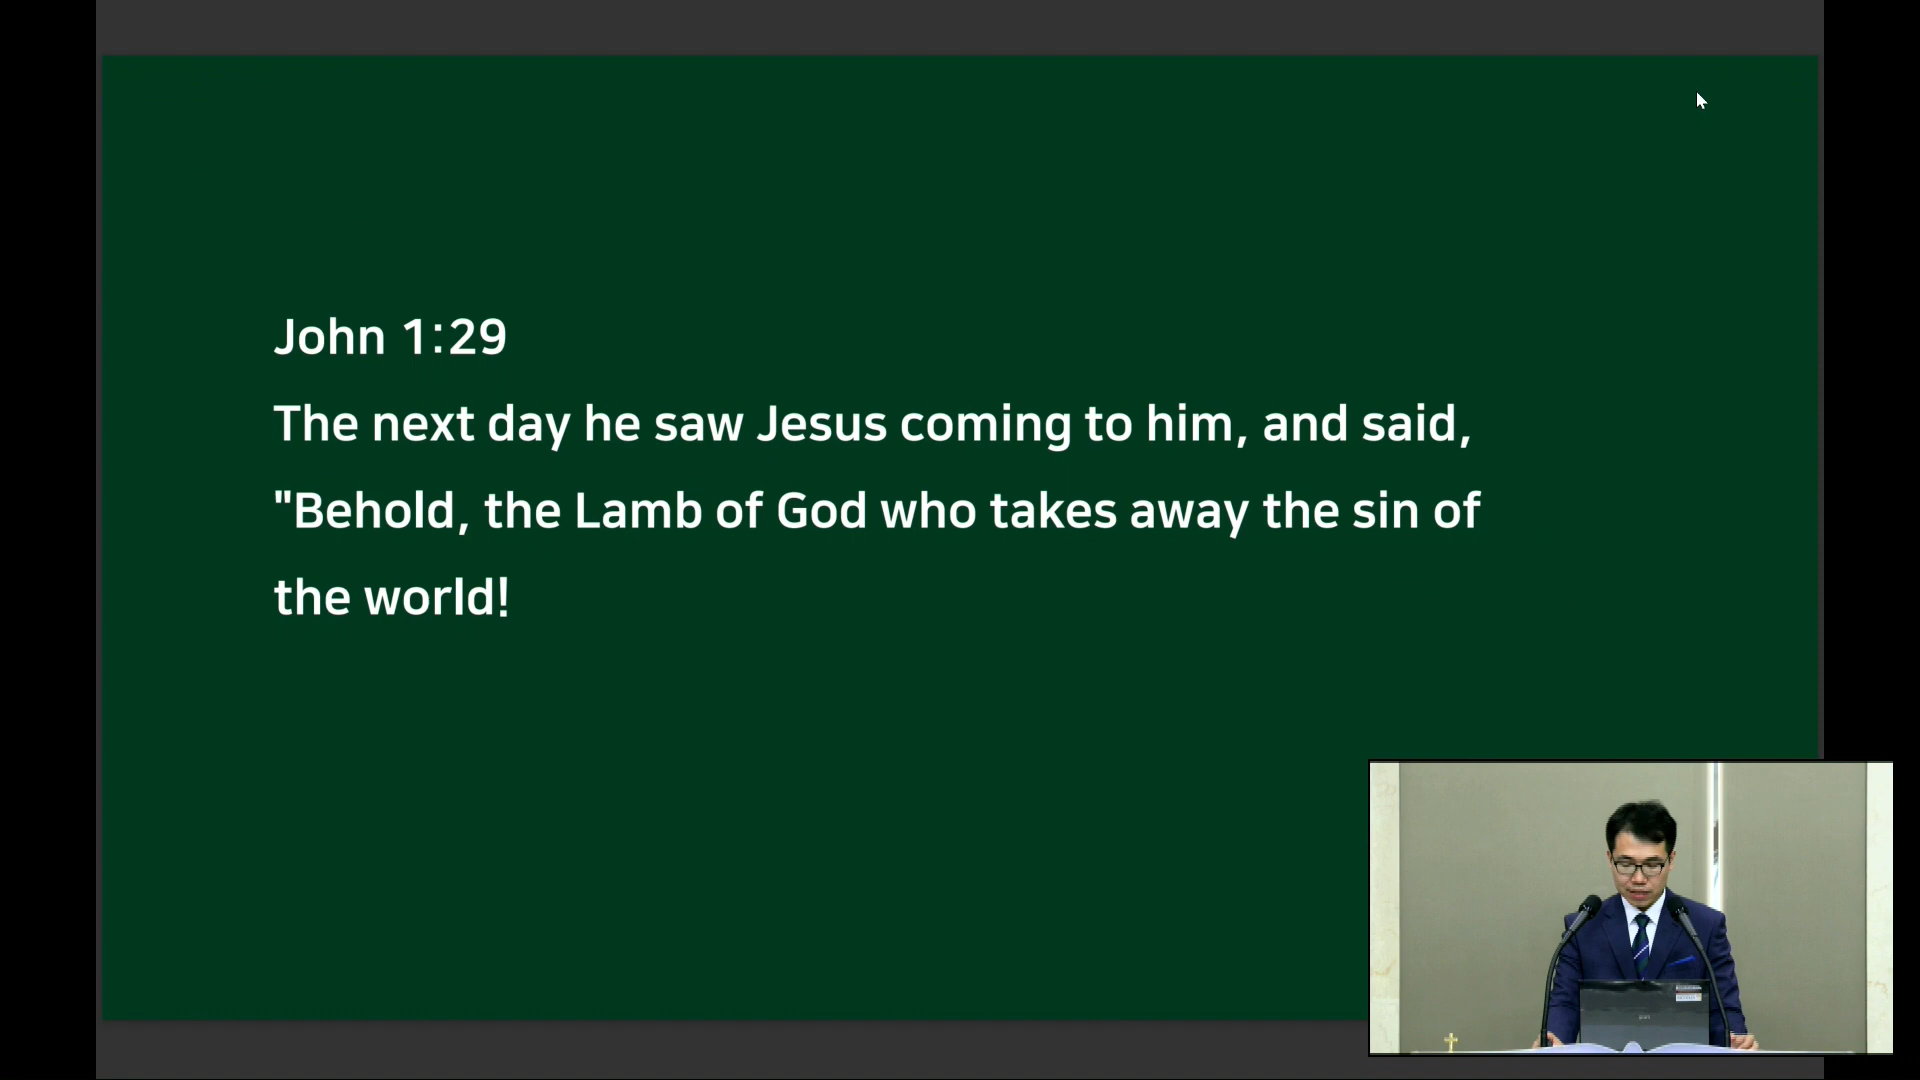 John 1:29
The next day he saw Jesus coming to him, and said,
"Behold, the Lamb of God who takes away the sin of
the world!